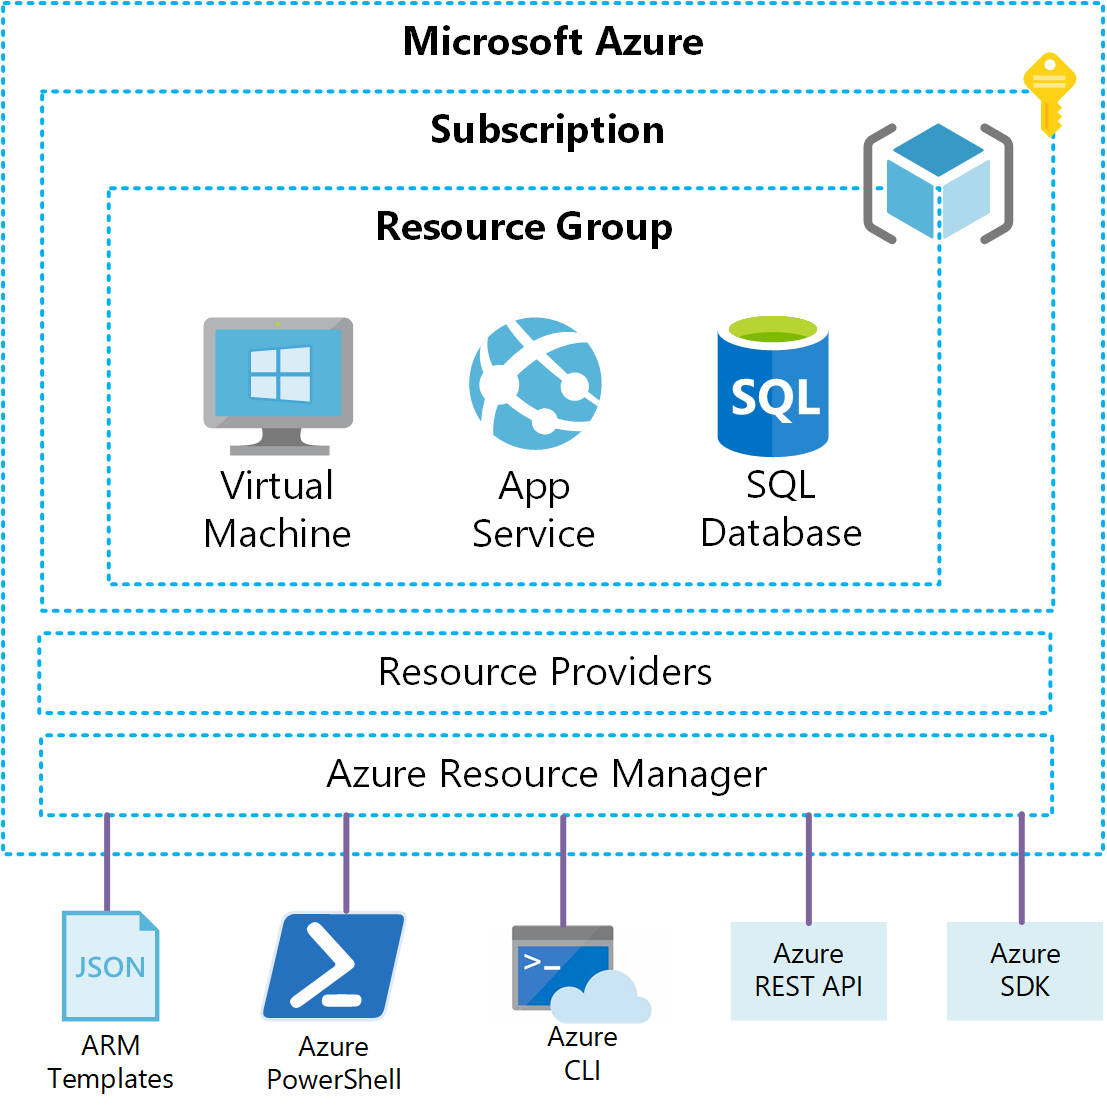 Microsoft Azure
Subscription
Resource Group
SQL
Virtual
Machine
App
Service
SQL
Database
Resource Providers
Azure Resource Manager
JSON
>_
Azure
REST API
Azure
SDK
ARM
Templates
Azure
PowerShell
Azure
CLI